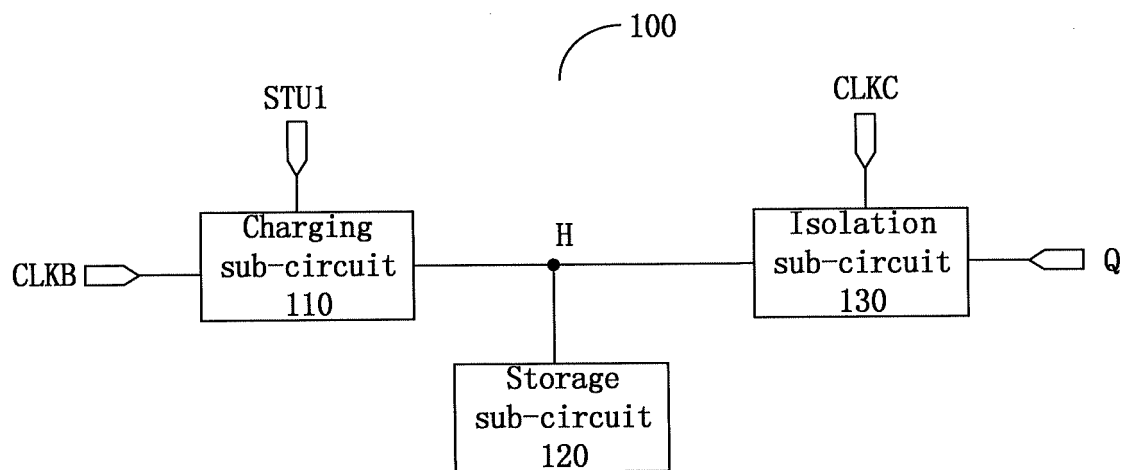 100
STU1
CLKC
Charging
sub-circuit
110
CLKB
H
Isolation
sub-circuit
130
Q
Storage
sub-circuit
120